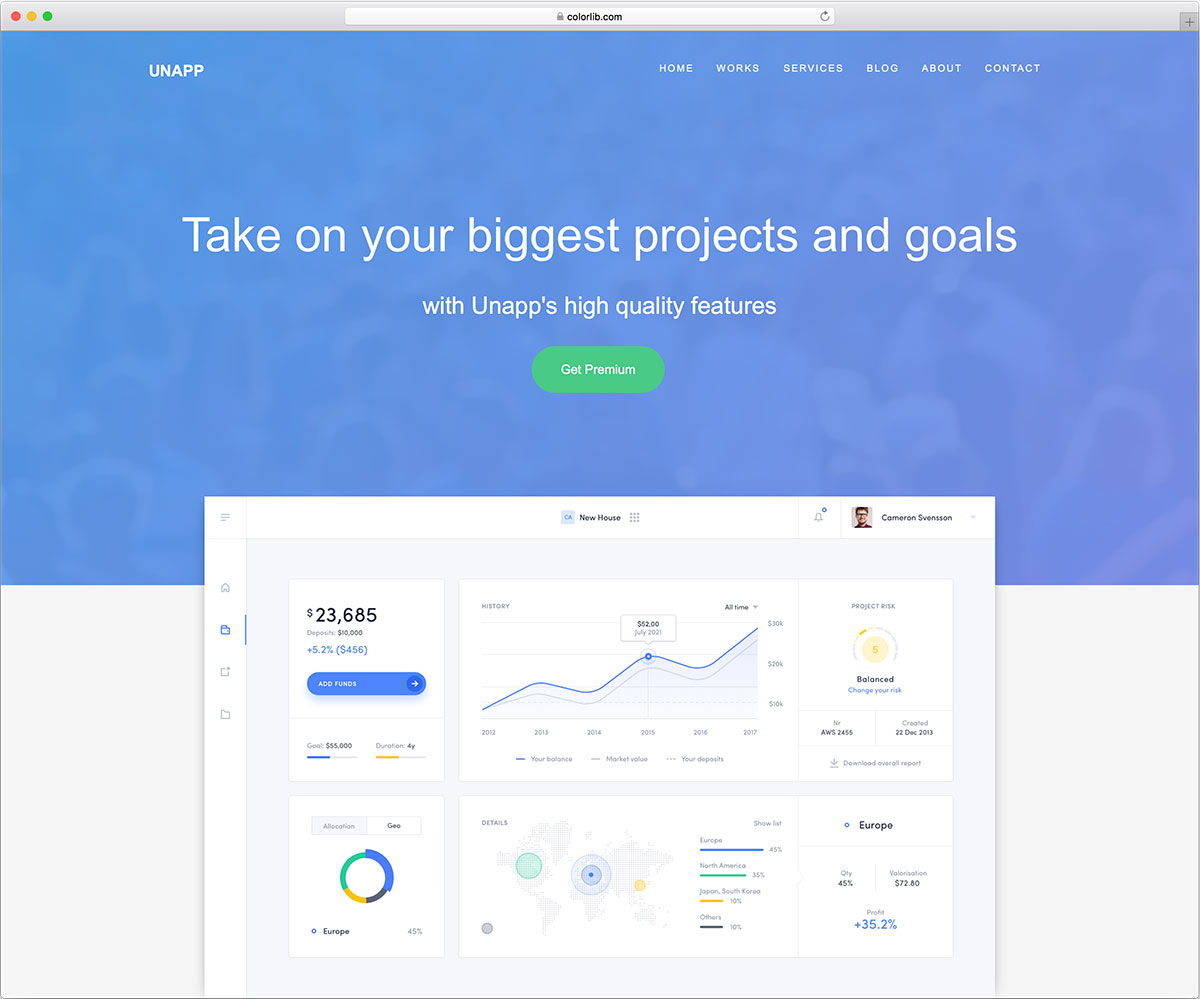 colorlib.com
UNAPP
HOME WORKS SERVICES BLOG ABOUT CONTACT
Take on your biggest projects and goals
with Unapp's high quality features
Get Premium
CA New House
Cameron Svensson
$23,685
Deposits: $10,000
+5.2% ($456)
ADD FUNDS
Goal: $55,000 Duration: 4y
HISTORY
All time
$52,00
July 2021
$30k
$20k
$10k
2012 2013 2014 2015 2016 2017
Your balance Market value Your deposits
PROJECT RISK
5
Balanced
Change your risk
Nr
AWS 2455
Created
22 Dec 2013
Download overall report
Allocation Geo
Europe 45%
DETAILS
Show list
Europe
45%
North America
35%
Japan, South Korea
10%
Others
10%
Europe
Qty
45%
Valorisation
$72.80
Profit
+35.2%